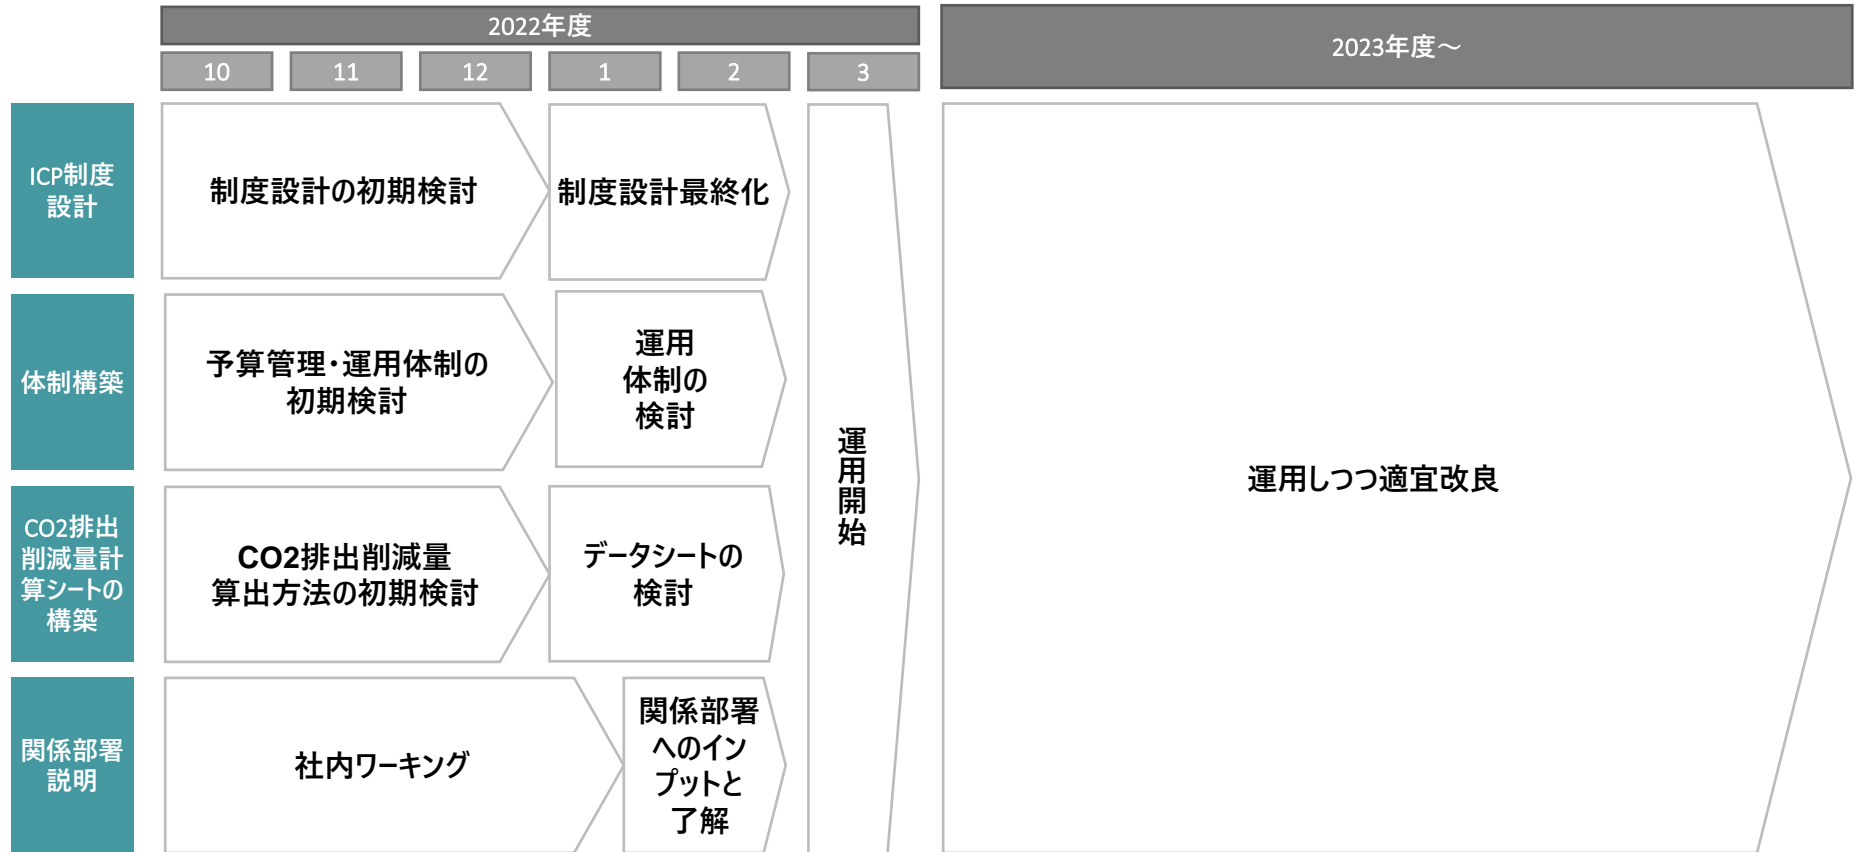 2022年度
2023年度～
10
11
12
1
2
3
ICP制度
設計
制度設計の初期検討
制度設計最終化
体制構築
予算管理・運用体制の
初期検討
運用
体制の
検討
CO2排出
削減量計
算シートの
構築
CO2排出削減量
算出方法の初期検討
データシートの
検討
関係部署
説明
社内ワーキング
関係部署
へのイン
プットと
了解
運用開始
運用しつつ適宜改良